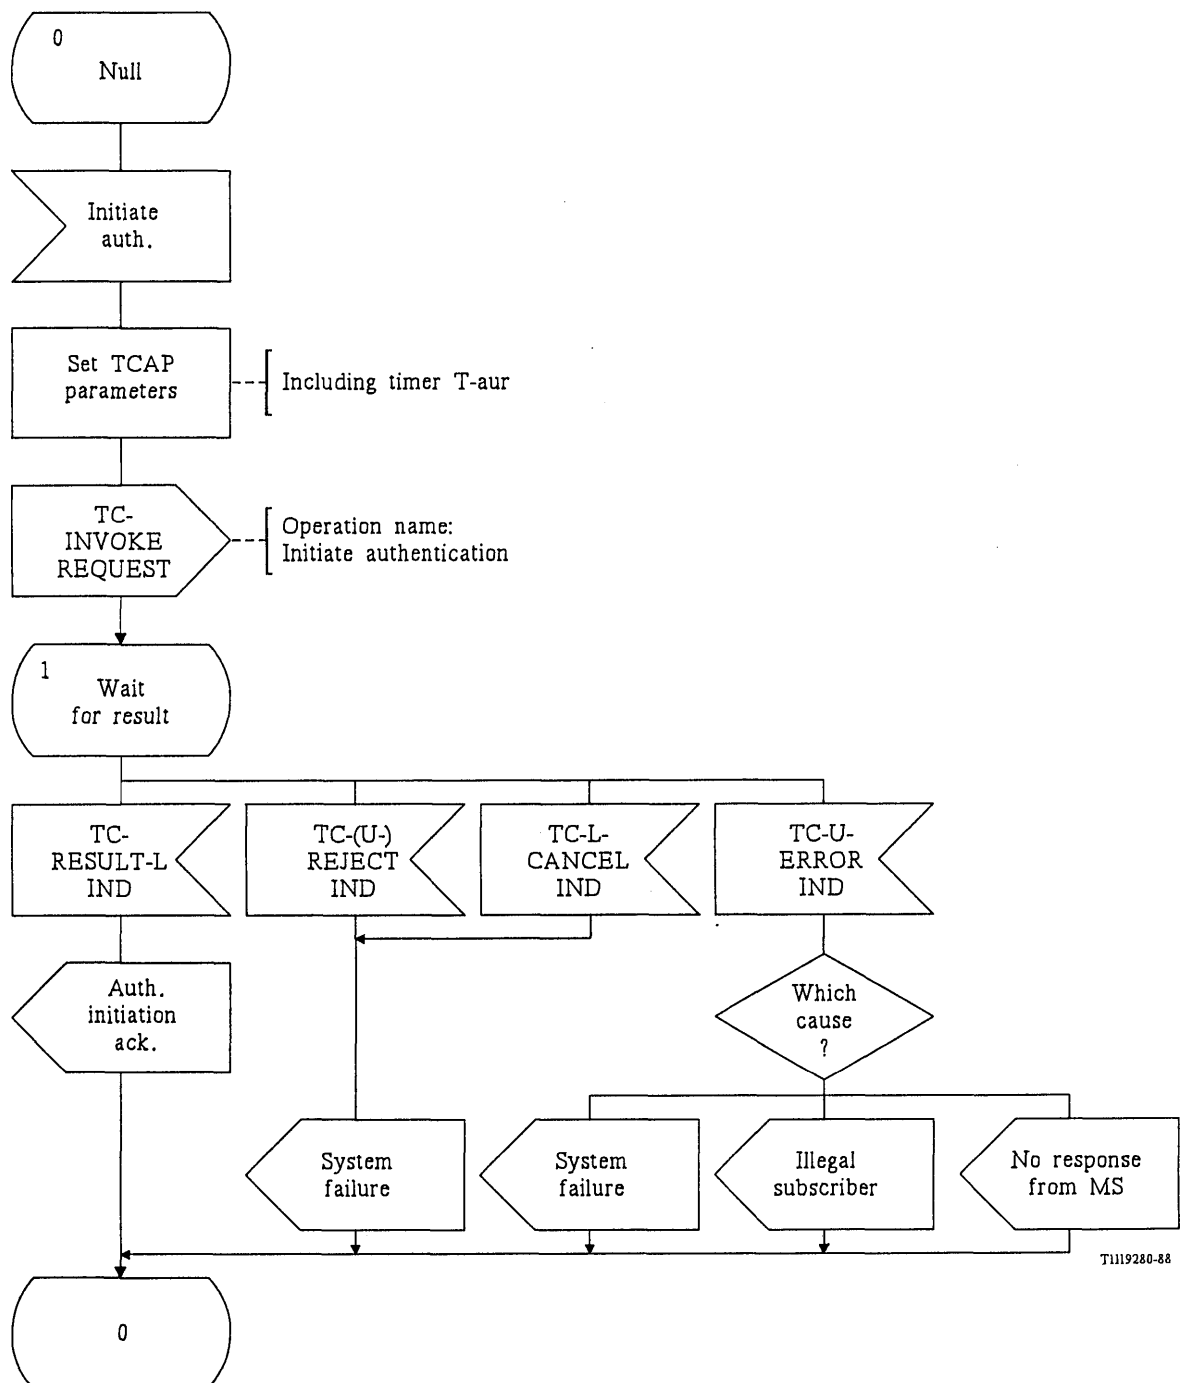 0
Null
Initiate
auth.
Set TCAP
parameters
Including timer T-aur
TC-
INVOKE
REQUEST
Operation name:
Initiate authentication
1
Wait
for result
TC-
RESULT-L
IND
TC-(U-)
REJECT
IND
TC-L-
CANCEL
IND
TC-U-
ERROR
IND
Auth.
initiation
ack.
Which
cause
?
System
failure
System
failure
Illegal
subscriber
No response
from MS
T1119280-88
0